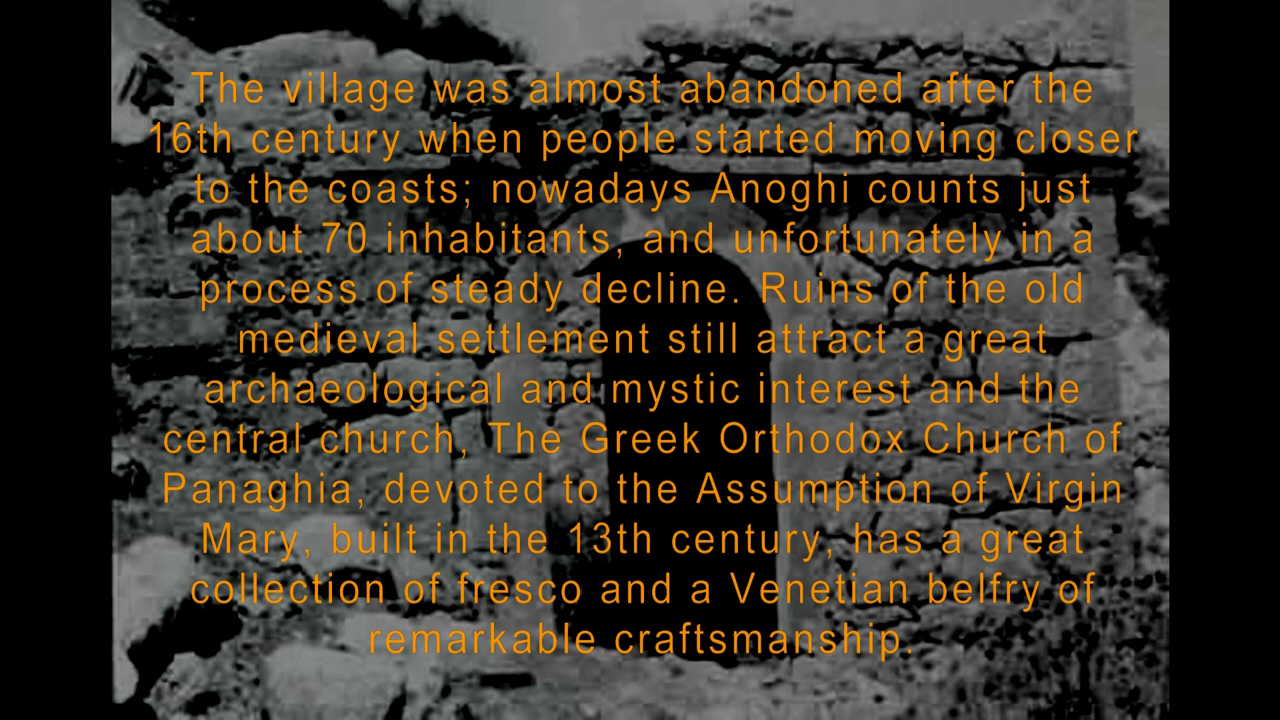 The village was almost abandoned after the
16th century when people started moving closer
to the coasts; nowadays Anoghi counts just
about 70 inhabitants, and unfortunately in a
process of steady decline. Ruins of the old
medieval settlement still attract a great
archaeological and mystic interest and the
central church, The Greek Orthodox Church of
Panaghia, devoted to the Assumption of Virgin
Mary, built in the 13th century, has a great
collection of fresco and a Venetian belfry of
remarkable craftsmanship.